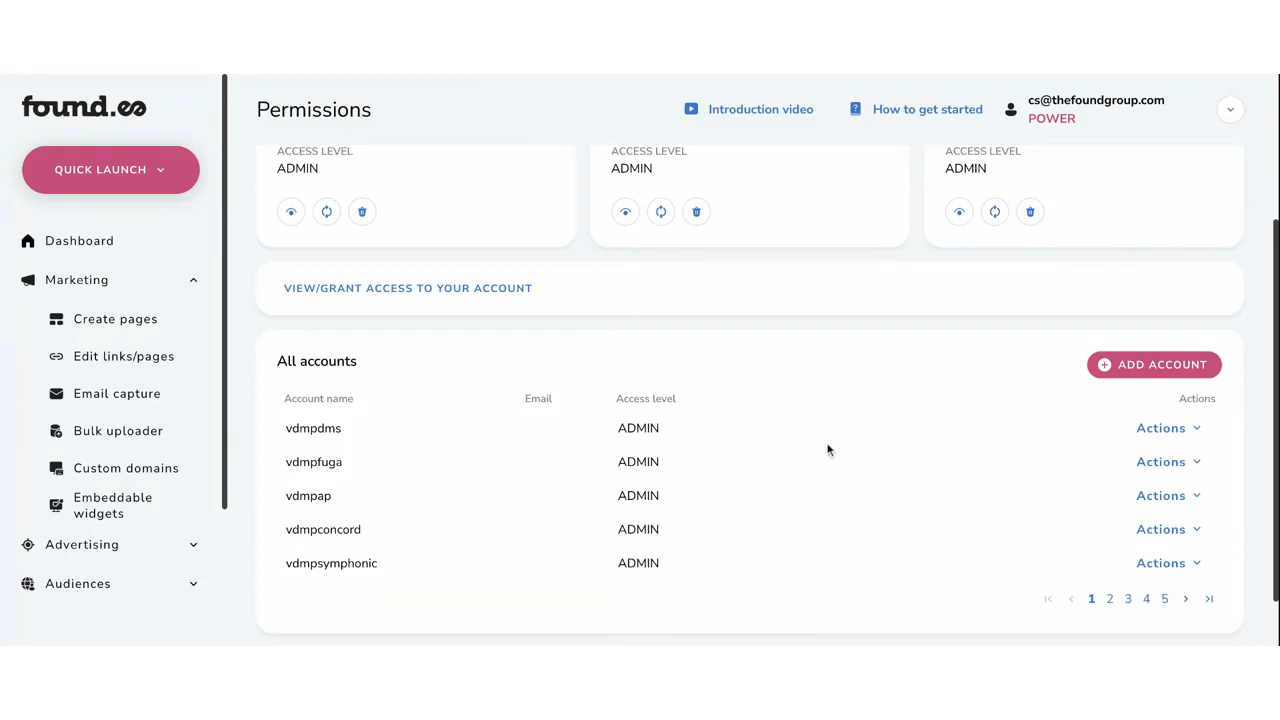 found.ee
Permissions
Introduction video
How to get started
cs@thefoundgroup.com
POWER
QUICK LAUNCH
Dashboard
Marketing
Create pages
Edit links/pages
Email capture
Bulk uploader
Custom domains
Embeddable
widgets
Advertising
Audiences
ACCESS LEVEL
ADMIN
ACCESS LEVEL
ADMIN
ACCESS LEVEL
ADMIN
VIEW/GRANT ACCESS TO YOUR ACCOUNT
All accounts
ADD ACCOUNT
Account name Email Access level Actions
vdmpdms ADMIN Actions
vdmpfuga ADMIN Actions
vdmpap ADMIN Actions
vdmpconcord ADMIN Actions
vdmpsymphonic ADMIN Actions
1 2 3 4 5